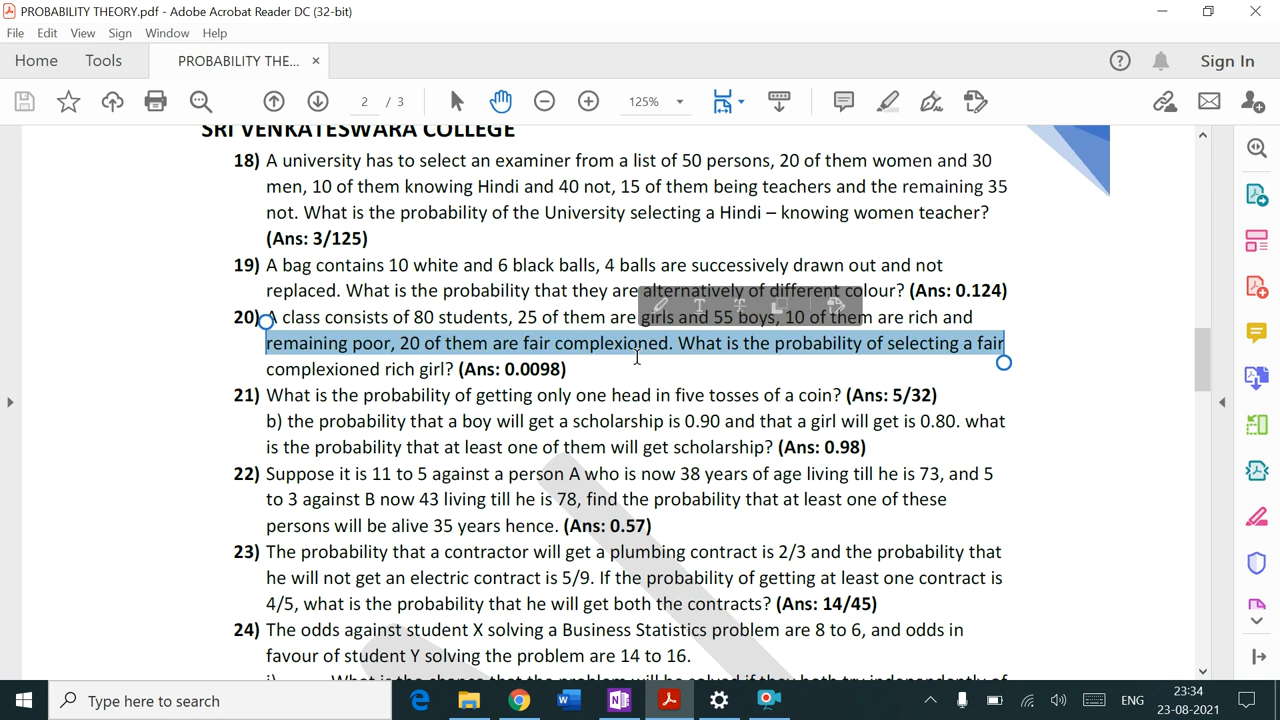 PROBABILITY THEORY.pdf - Adobe Acrobat Reader DC (32-bit)
File Edit View Sign Window Help
Home Tools PROBABILITY THE... × Sign In
2 / 3 125%
SRI VENKATESWARA COLLEGE
18) A university has to select an examiner from a list of 50 persons, 20 of them women and 30
men, 10 of them knowing Hindi and 40 not, 15 of them being teachers and the remaining 35
not. What is the probability of the University selecting a Hindi – knowing women teacher?
(Ans: 3/125)
19) A bag contains 10 white and 6 black balls, 4 balls are successively drawn out and not
replaced. What is the probability that they are alternatively of different colour? (Ans: 0.124)
20) A class consists of 80 students, 25 of them are girls and 55 boys, 10 of them are rich and
remaining poor, 20 of them are fair complexioned. What is the probability of selecting a fair
complexioned rich girl? (Ans: 0.0098)
21) What is the probability of getting only one head in five tosses of a coin? (Ans: 5/32)
b) the probability that a boy will get a scholarship is 0.90 and that a girl will get is 0.80. what
is the probability that at least one of them will get scholarship? (Ans: 0.98)
22) Suppose it is 11 to 5 against a person A who is now 38 years of age living till he is 73, and 5
to 3 against B now 43 living till he is 78, find the probability that at least one of these
persons will be alive 35 years hence. (Ans: 0.57)
23) The probability that a contractor will get a plumbing contract is 2/3 and the probability that
he will not get an electric contract is 5/9. If the probability of getting at least one contract is
4/5, what is the probability that he will get both the contracts? (Ans: 14/45)
24) The odds against student X solving a Business Statistics problem are 8 to 6, and odds in
favour of student Y solving the problem are 14 to 16.
i) What is the chance that the problem will be solved if they both try independently of
Type here to search
ENG
23:34
23-08-2021